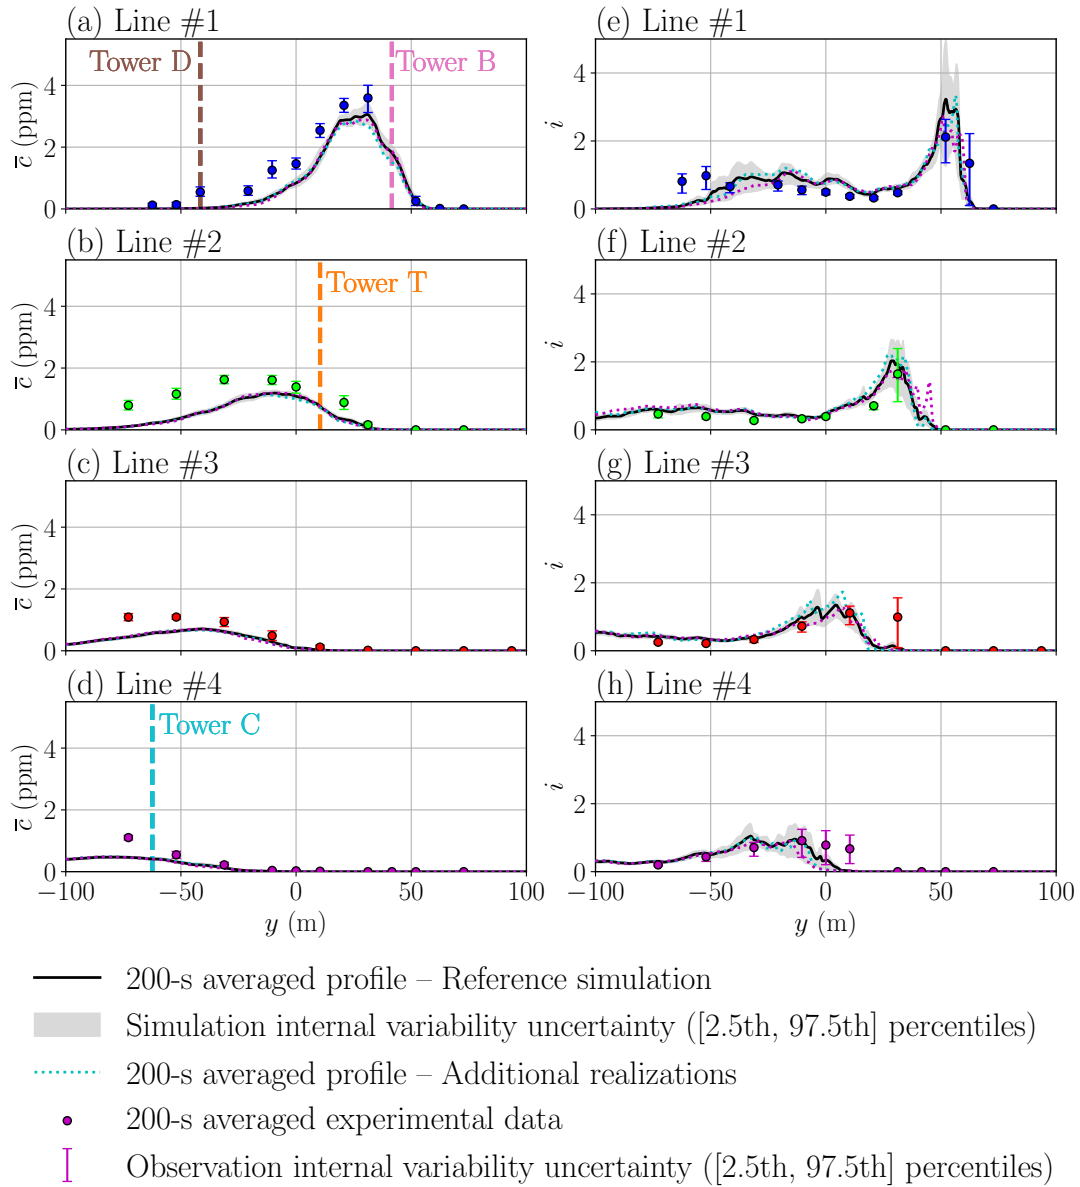 (a) Line #1
Tower D
Tower B
c̅ (ppm)
4
2
0
(b) Line #2
Tower T
c̅ (ppm)
4
2
0
(c) Line #3
c̅ (ppm)
4
2
0
(d) Line #4
Tower C
c̅ (ppm)
4
2
0
−100
−50
0
50
100
y (m)
(e) Line #1
i
4
2
0
(f) Line #2
i
4
2
0
(g) Line #3
i
4
2
0
(h) Line #4
i
4
2
0
−100
−50
0
50
100
y (m)
200-s averaged profile – Reference simulation
Simulation internal variability uncertainty ([2.5th, 97.5th] percentiles)
200-s averaged profile – Additional realizations
200-s averaged experimental data
Observation internal variability uncertainty ([2.5th, 97.5th] percentiles)